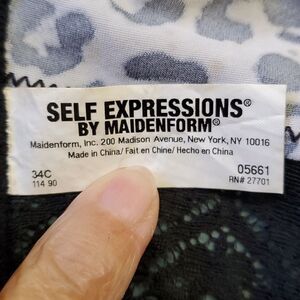 SELF EXPRESSIONS®
BY MAIDENFORM®
Maidenform, Inc. 200 Madison Avenue, New York, NY 10016
Made in China/ Fait en Chine/ Hecho en China
34C 05661
114 90 RN# 27701